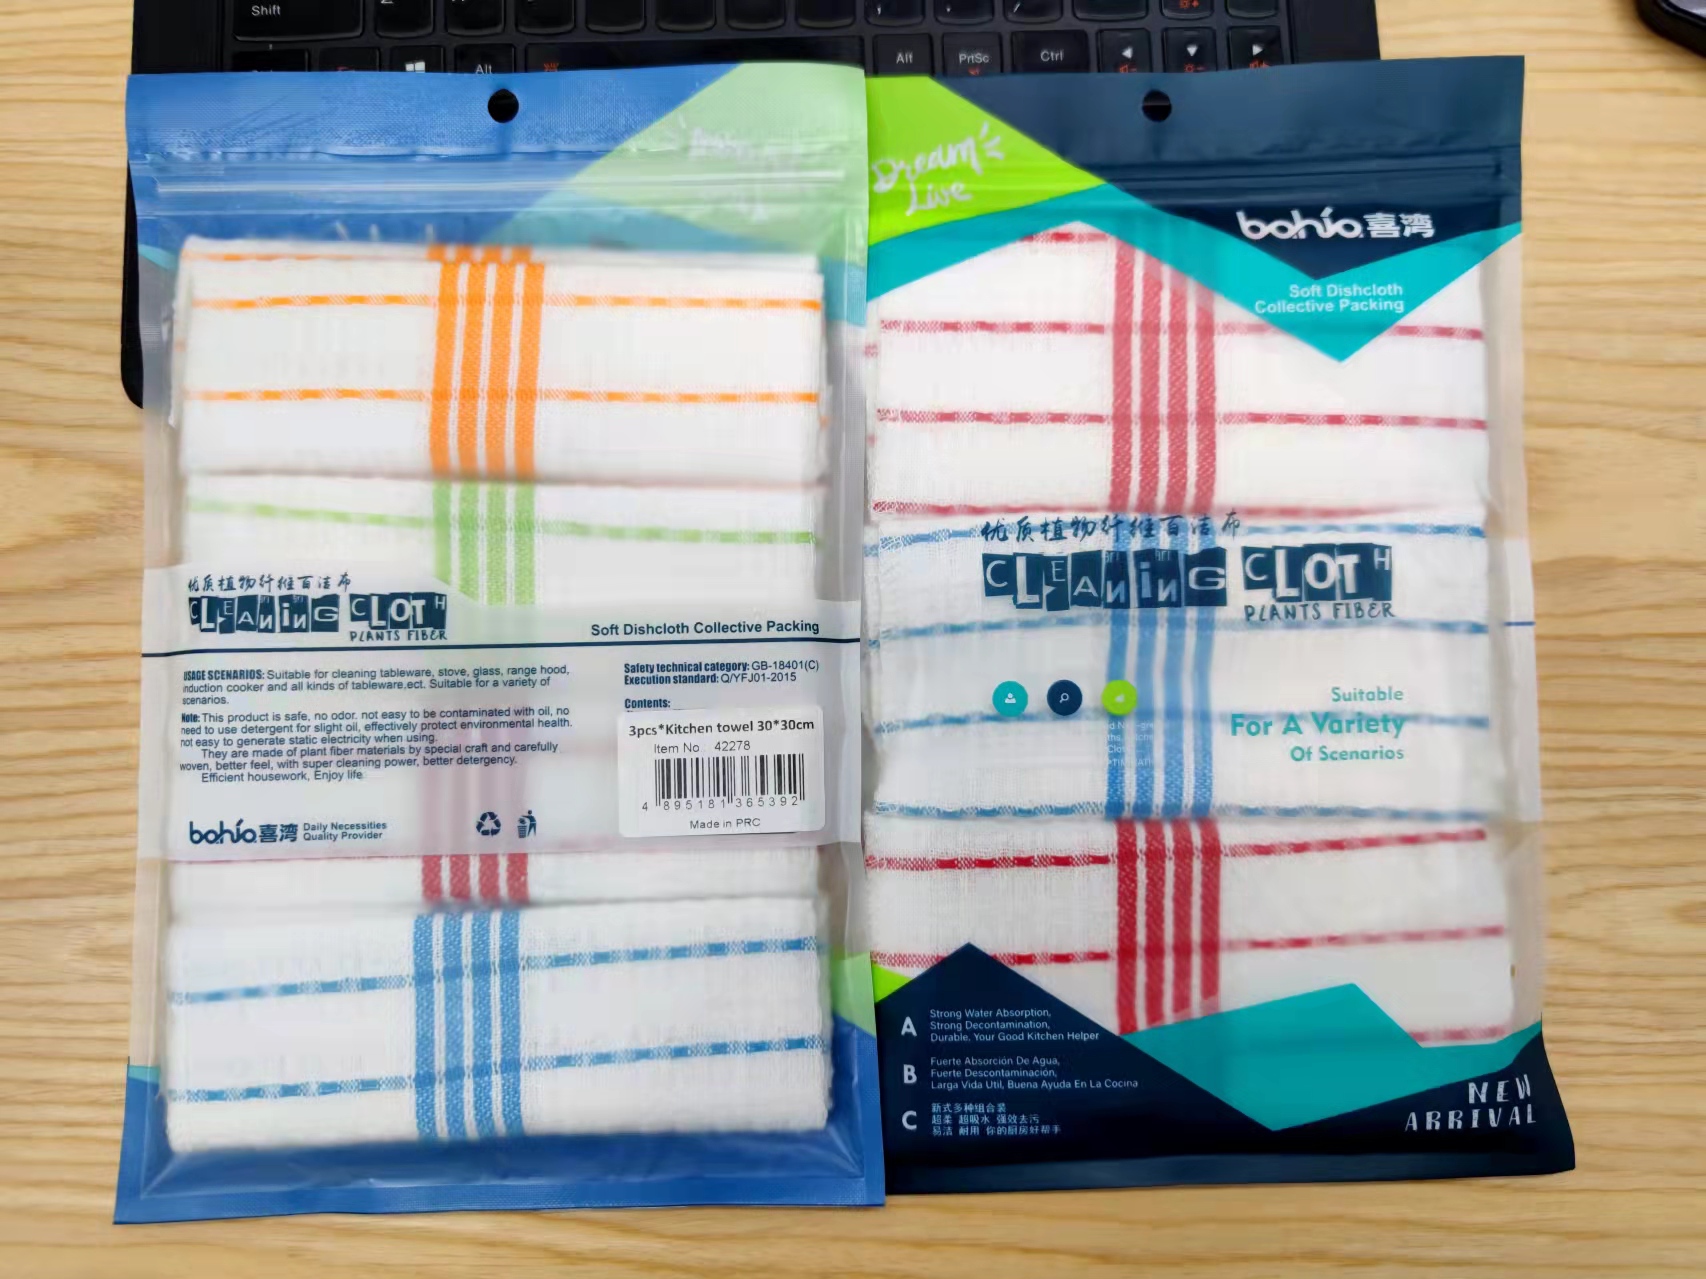 Shift
Alt
Alt
PrtSc
Ctrl
优质植物纤维百洁布
CLEANING CLOTH
PLANTS FIBER
Soft Dishcloth Collective Packing
USAGE SCENARIOS: Suitable for cleaning tableware, stove, glass, range hood,
induction cooker and all kinds of tableware,ect. Suitable for a variety of
scenarios.
Note: This product is safe, no odor. not easy to be contaminated with oil, no
need to use detergent for slight oil, effectively protect environmental health.
not easy to generate static electricity when using.
They are made of plant fiber materials by special craft and carefully
woven, better feel, with super cleaning power, better detergency.
Efficient housework, Enjoy life
Safety technical category: GB-18401(C)
Execution standard: Q/YFJ01-2015
Contents:
3pcs*Kitchen towel 30*30cm
Item No.: 42278
4 895181 365392
Made in PRC
bohío 喜湾
Daily Necessities
Quality Provider
Dream
Live
bohío 喜湾
Soft Dishcloth
Collective Packing
优质植物纤维百洁布
CLEANING CLOTH
PLANTS FIBER
Suitable
For A Variety
Of Scenarios
A
Strong Water Absorption,
Strong Decontamination,
Durable, Your Good Kitchen Helper
B
Fuerte Absorción De Agua,
Fuerte Descontaminación,
Larga Vida Util, Buena Ayuda En La Cocina
C
新式多种组合装
超柔 超吸水 强效去污
易洁 耐用 你的厨房好帮手
NEW
ARRIVAL